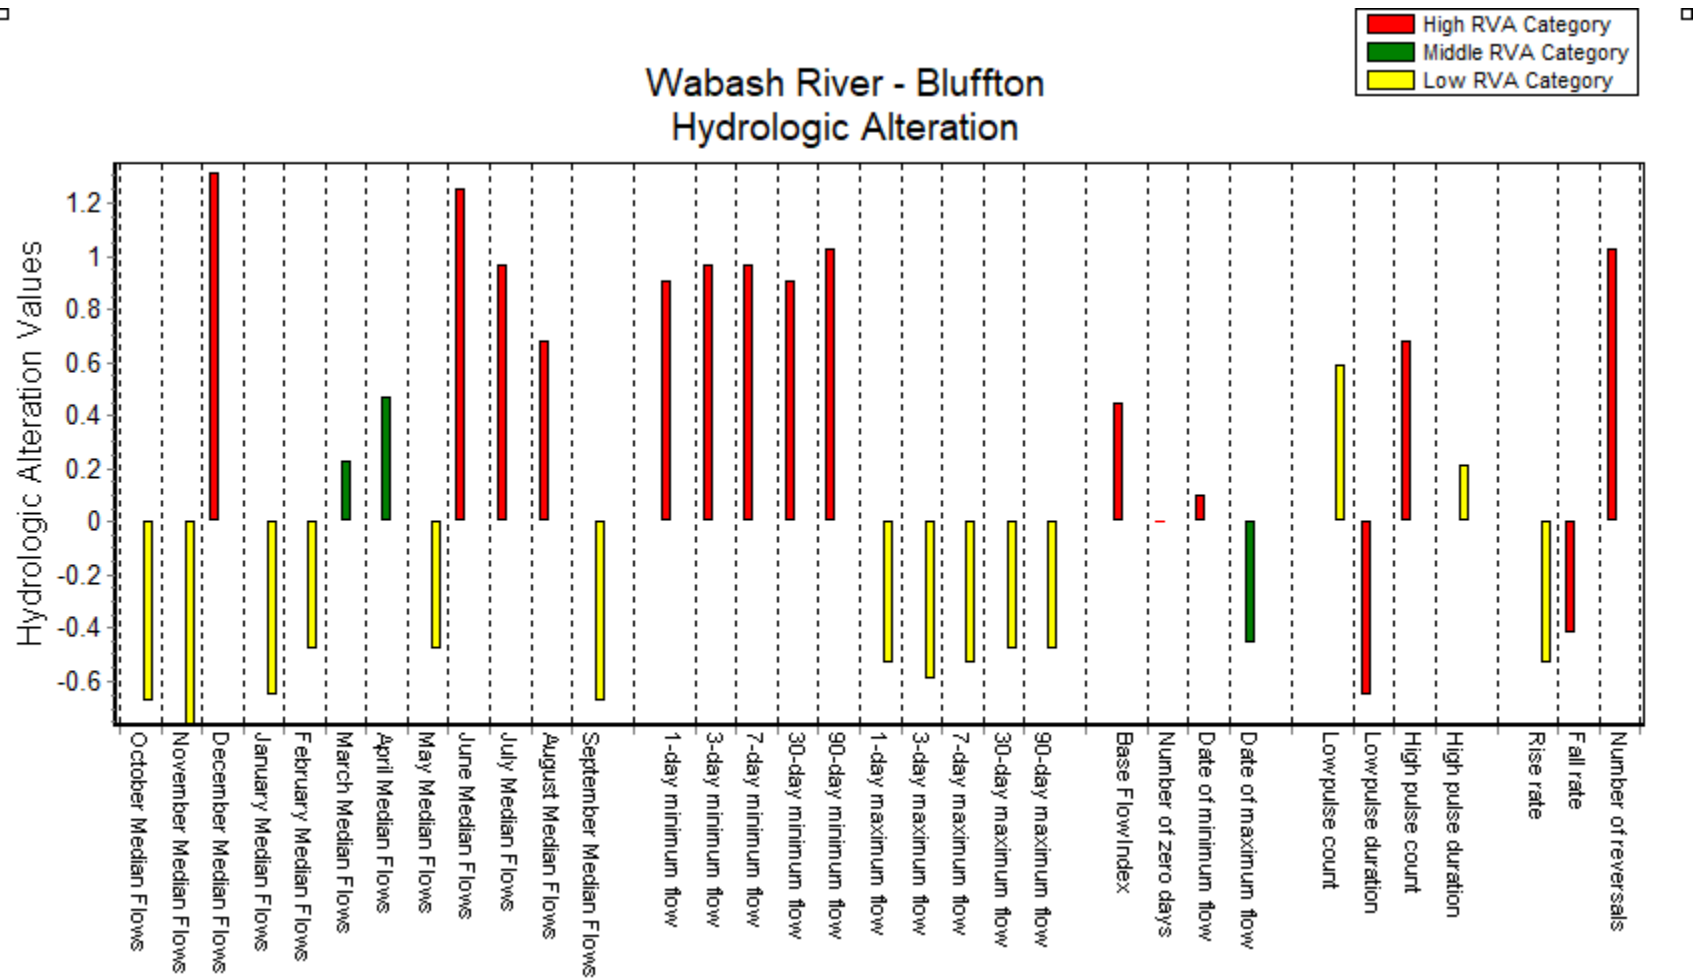 High RVA Category
Middle RVA Category
Low RVA Category
Wabash River - Bluffton
Hydrologic Alteration
Hydrologic Alteration Values
1.2
1
0.8
0.6
0.4
0.2
0
-0.2
-0.4
-0.6
October Median Flows
November Median Flows
December Median Flows
January Median Flows
February Median Flows
March Median Flows
April Median Flows
May Median Flows
June Median Flows
July Median Flows
August Median Flows
September Median Flows
1-day minimum flow
3-day minimum flow
7-day minimum flow
30-day minimum flow
90-day minimum flow
1-day maximum flow
3-day maximum flow
7-day maximum flow
30-day maximum flow
90-day maximum flow
Base Flow Index
Number of zero days
Date of minimum flow
Date of maximum flow
Low pulse count
Low pulse duration
High pulse count
High pulse duration
Rise rate
Fall rate
Number of reversals